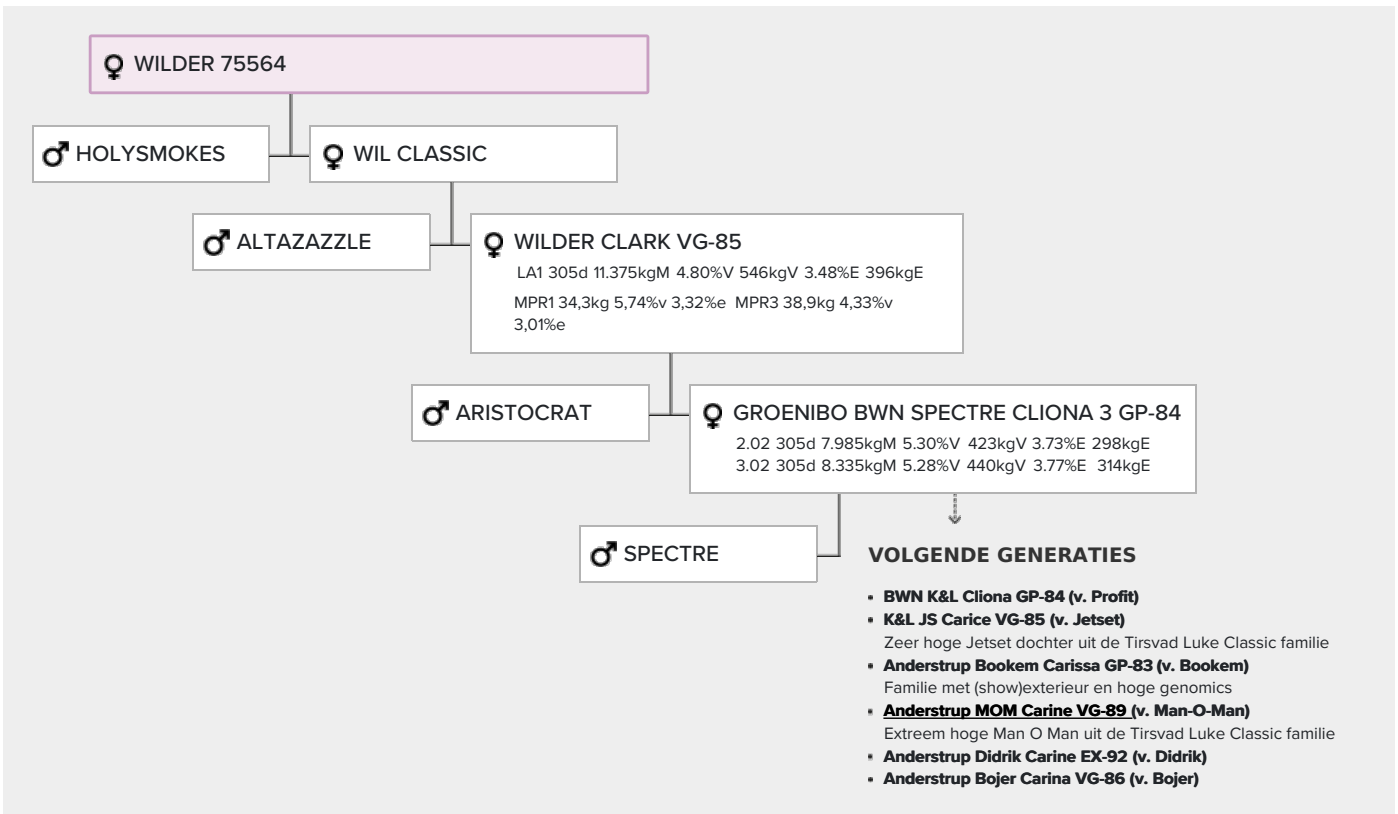 WILDER 75564
HOLYSMOKES
WIL CLASSIC
ALTAZAZZLE
WILDER CLARK VG-85
LA1 305d 11.375kgM 4.80%V 546kgV 3.48%E 396kgE
MPR1 34,3kg 5,74%v 3,32%e MPR3 38,9kg 4,33%v
3,01%e
ARISTOCRAT
GROENIBO BWN SPECTRE CLIONA 3 GP-84
2.02 305d 7.985kgM 5.30%V 423kgV 3.73%E 298kgE
3.02 305d 8.335kgM 5.28%V 440kgV 3.77%E 314kgE
SPECTRE
VOLGENDE GENERATIES
• BWN K&L Cliona GP-84 (v. Profit)
• K&L JS Carice VG-85 (v. Jetset)
Zeer hoge Jetset dochter uit de Tirsvad Luke Classic familie
• Anderstrup Bookem Carissa GP-83 (v. Bookem)
Familie met (show)exterieur en hoge genomics
• Anderstrup MOM Carine VG-89 (v. Man-O-Man)
Extreem hoge Man O Man uit de Tirsvad Luke Classic familie
• Anderstrup Didrik Carine EX-92 (v. Didrik)
• Anderstrup Bojer Carina VG-86 (v. Bojer)